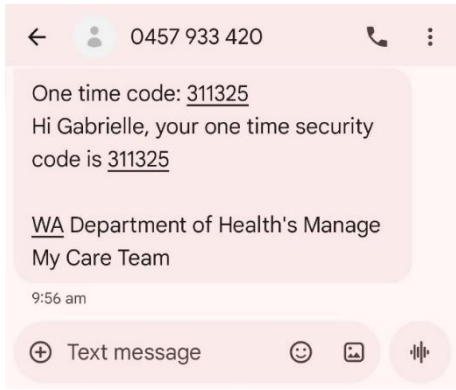 0457 933 420
One time code: 311325
Hi Gabrielle, your one time security
code is 311325
WA Department of Health's Manage
My Care Team
9:56 am
Text message